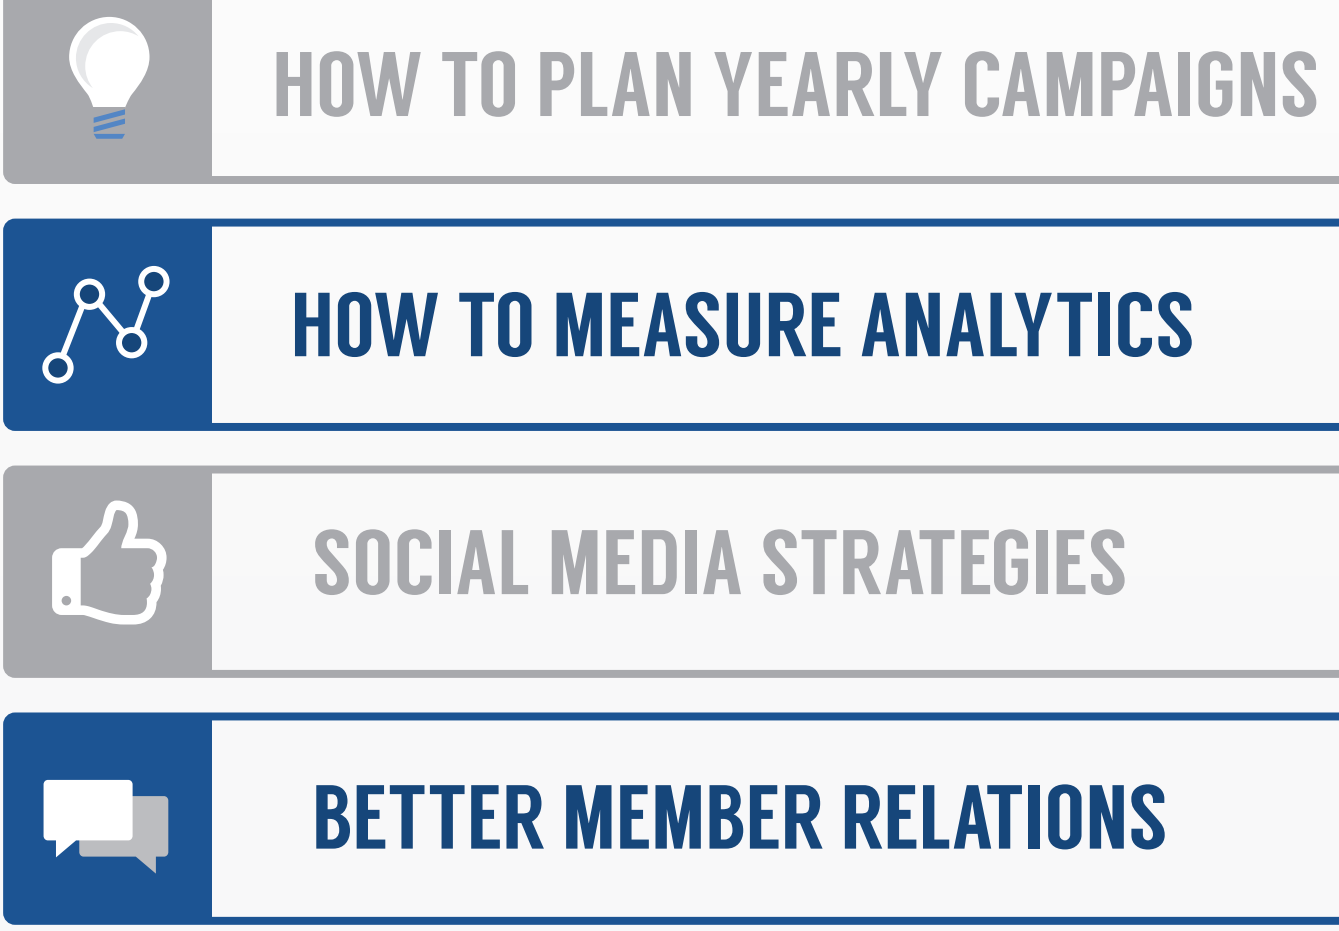 HOW TO PLAN YEARLY CAMPAIGNS
HOW TO MEASURE ANALYTICS
SOCIAL MEDIA STRATEGIES
BETTER MEMBER RELATIONS